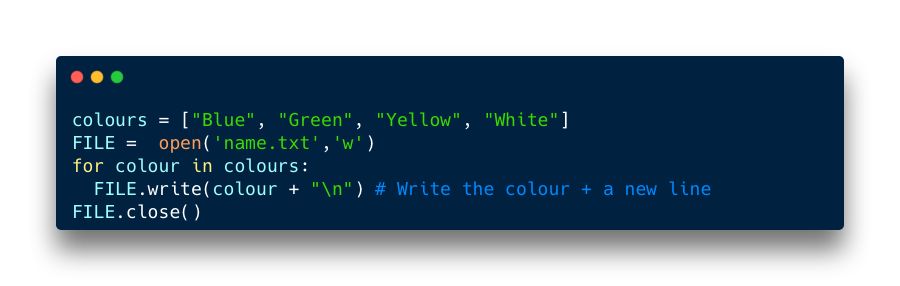 colours = ["Blue", "Green", "Yellow", "White"]
FILE =  open('name.txt','w')
for colour in colours:
  FILE.write(colour + "\n") # Write the colour + a new line
FILE.close()